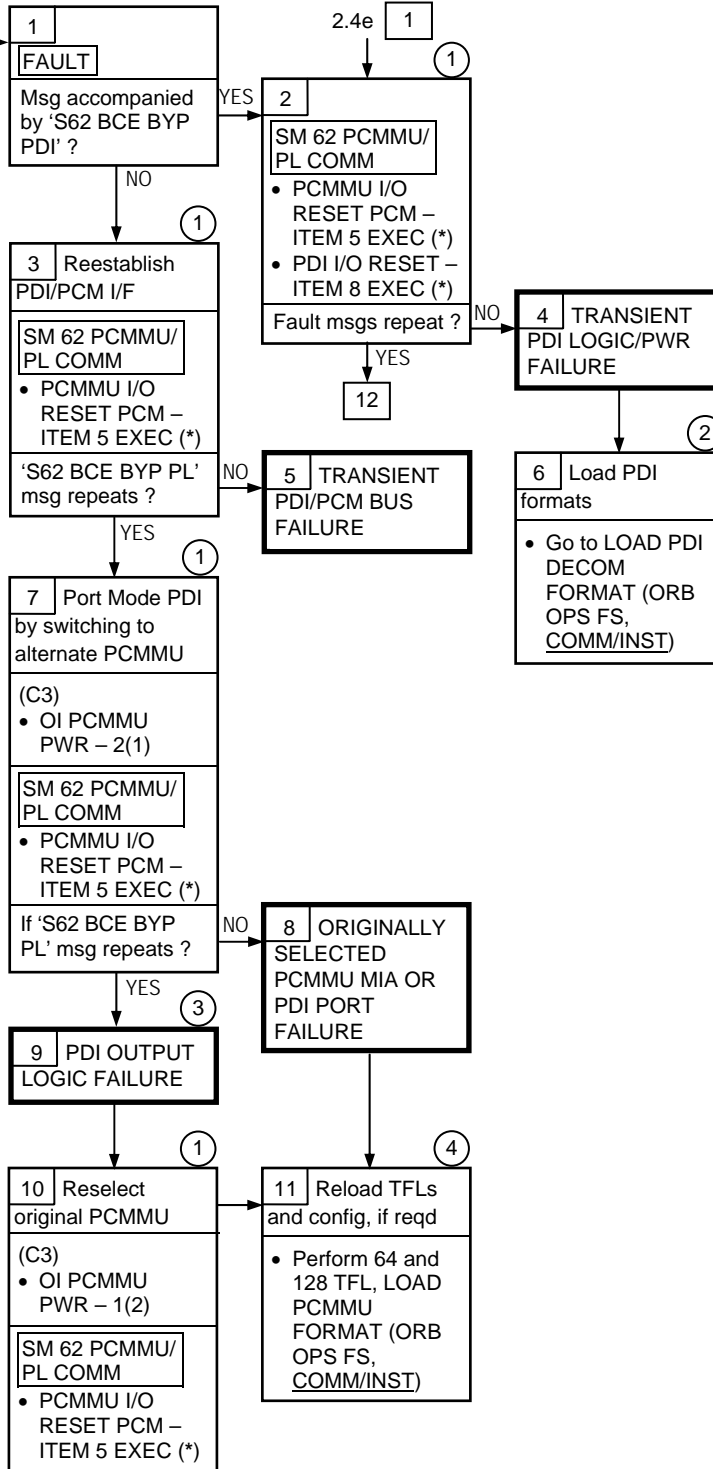 1
FAULT
Msg accompanied
by ‘S62 BCE BYP
PDI’ ?
YES
NO
2.4e 1
1
2
SM 62 PCMMU/
PL COMM
• PCMMU I/O
RESET PCM –
ITEM 5 EXEC (*)
• PDI I/O RESET –
ITEM 8 EXEC (*)
Fault msgs repeat ?
NO
YES
12
1
3 Reestablish
PDI/PCM I/F
SM 62 PCMMU/
PL COMM
• PCMMU I/O
RESET PCM –
ITEM 5 EXEC (*)
‘S62 BCE BYP PL’
msg repeats ?
NO
YES
4 TRANSIENT
PDI LOGIC/PWR
FAILURE
5 TRANSIENT
PDI/PCM BUS
FAILURE
2
6 Load PDI
formats
• Go to LOAD PDI
DECOM
FORMAT (ORB
OPS FS,
COMM/INST)
1
7 Port Mode PDI
by switching to
alternate PCMMU
(C3)
• OI PCMMU
PWR – 2(1)
SM 62 PCMMU/
PL COMM
• PCMMU I/O
RESET PCM –
ITEM 5 EXEC (*)
If ‘S62 BCE BYP
PL’ msg repeats ?
NO
YES
8 ORIGINALLY
SELECTED
PCMMU MIA OR
PDI PORT
FAILURE
3
9 PDI OUTPUT
LOGIC FAILURE
1
10 Reselect
original PCMMU
(C3)
• OI PCMMU
PWR – 1(2)
SM 62 PCMMU/
PL COMM
• PCMMU I/O
RESET PCM –
ITEM 5 EXEC (*)
4
11 Reload TFLs
and config, if reqd
• Perform 64 and
128 TFL, LOAD
PCMMU
FORMAT (ORB
OPS FS,
COMM/INST)